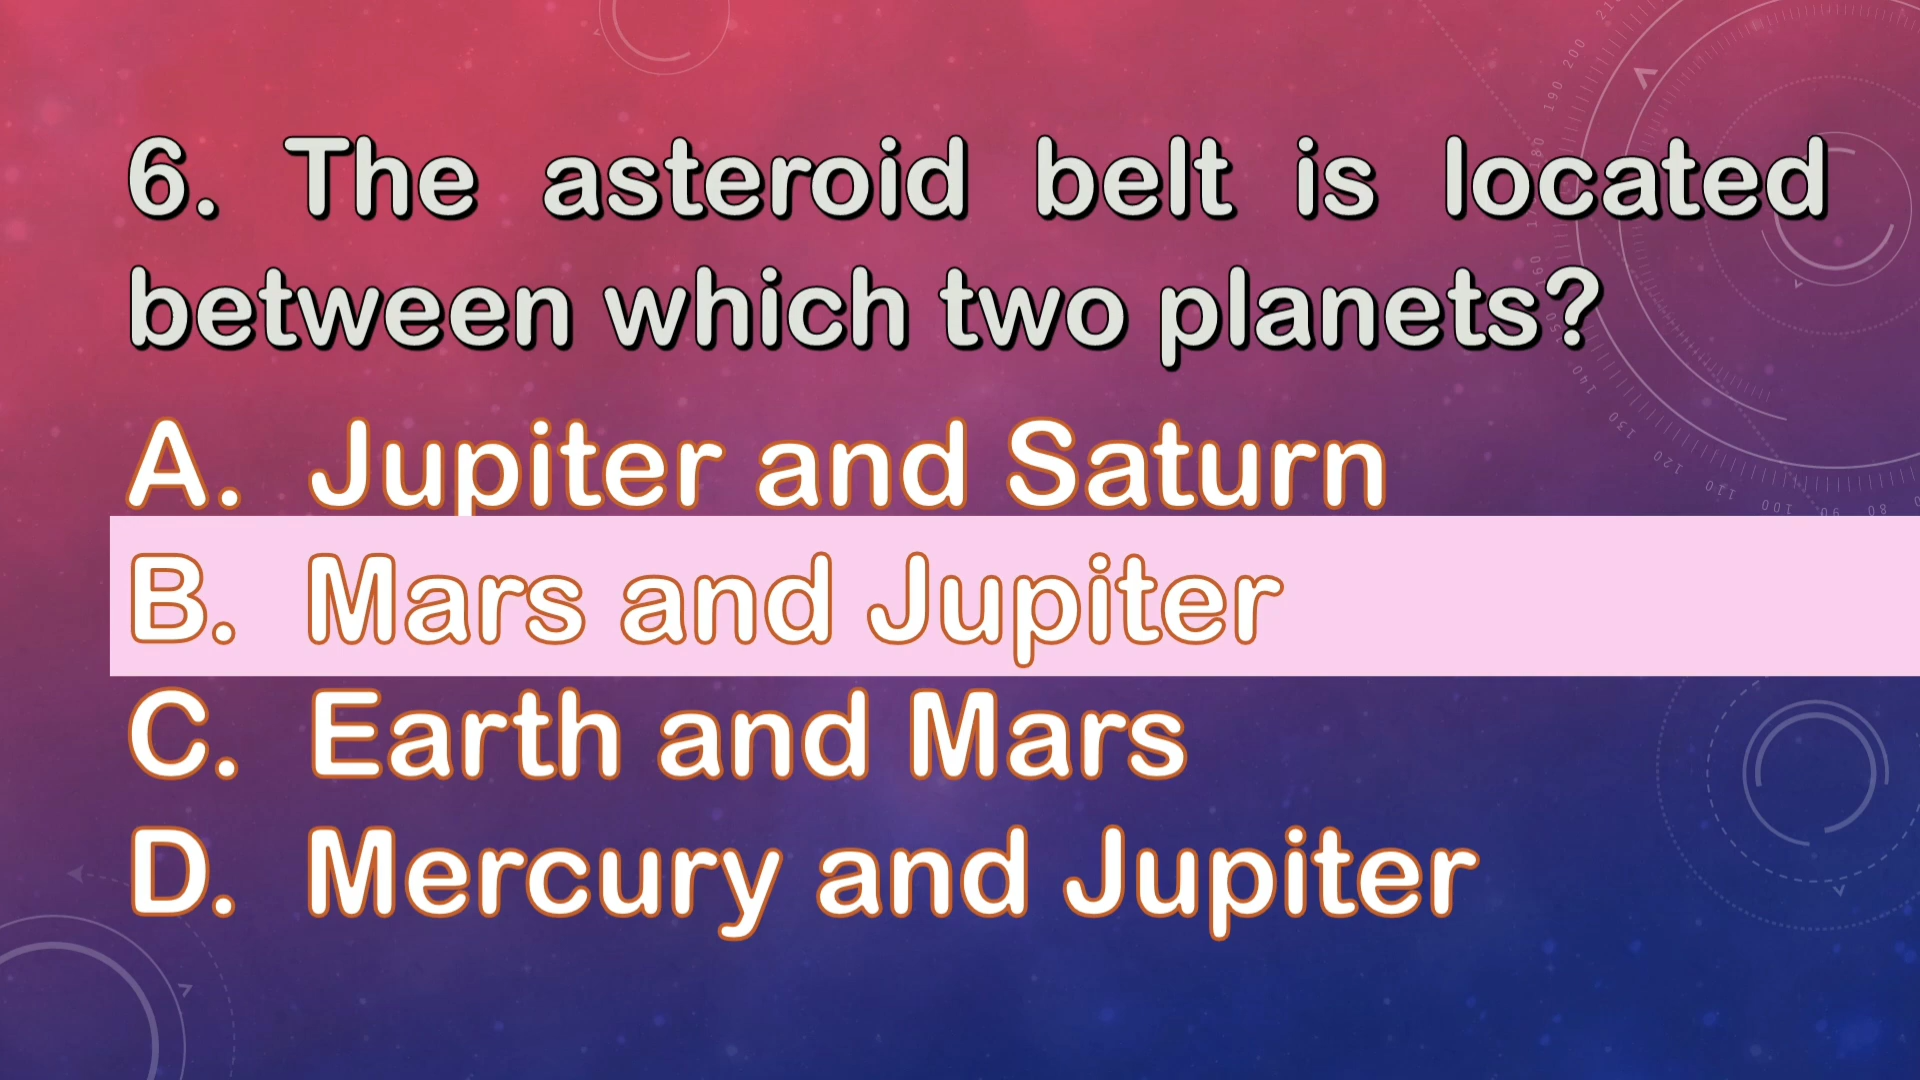 6. The asteroid belt is located
between which two planets?
A. Jupiter and Saturn
B. Mars and Jupiter
C. Earth and Mars
D. Mercury and Jupiter